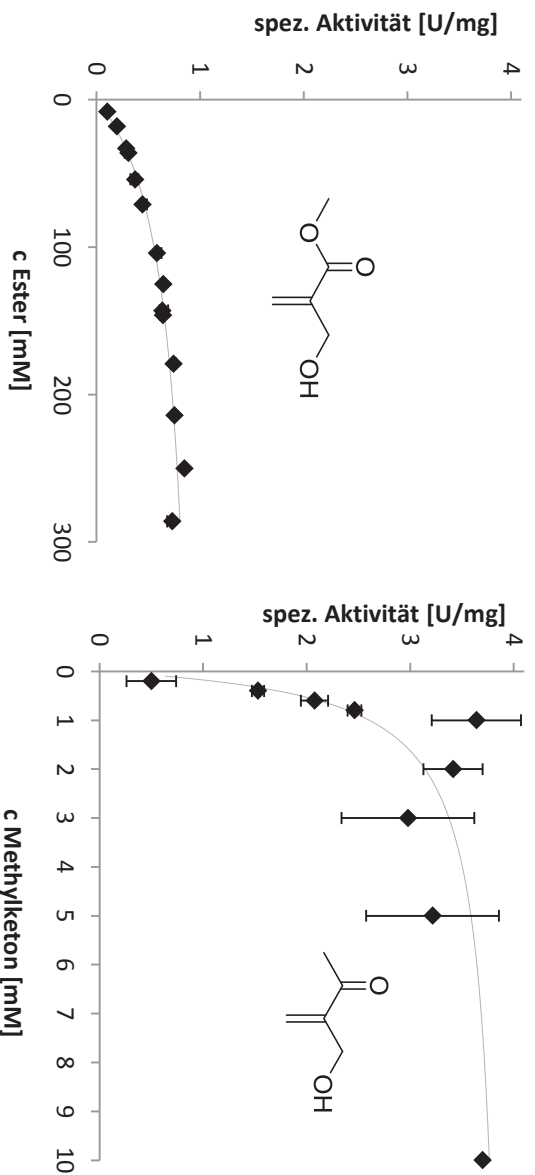 spez. Aktivität [U/mg]
4
3
2
1
0
0
100
200
300
c Ester [mM]
O
O
OH
spez. Aktivität [U/mg]
4
3
2
1
0
0
1
2
3
4
5
6
7
8
9
10
c Methylketon [mM]
O
OH